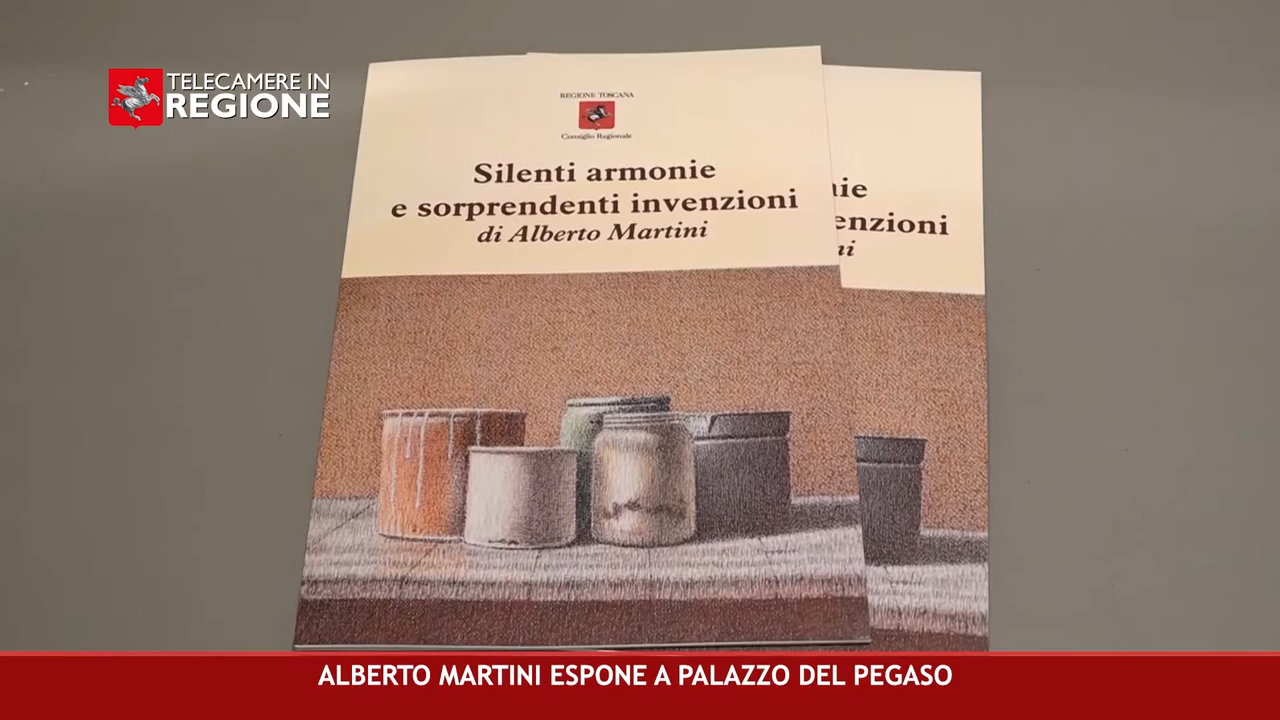 TELECAMERE IN
REGIONE
REGIONE TOSCANA
Consiglio Regionale
Silenti armonie
e sorprendenti invenzioni
di Alberto Martini
nie
enzioni
ni
ALBERTO MARTINI ESPONE A PALAZZO DEL PEGASO